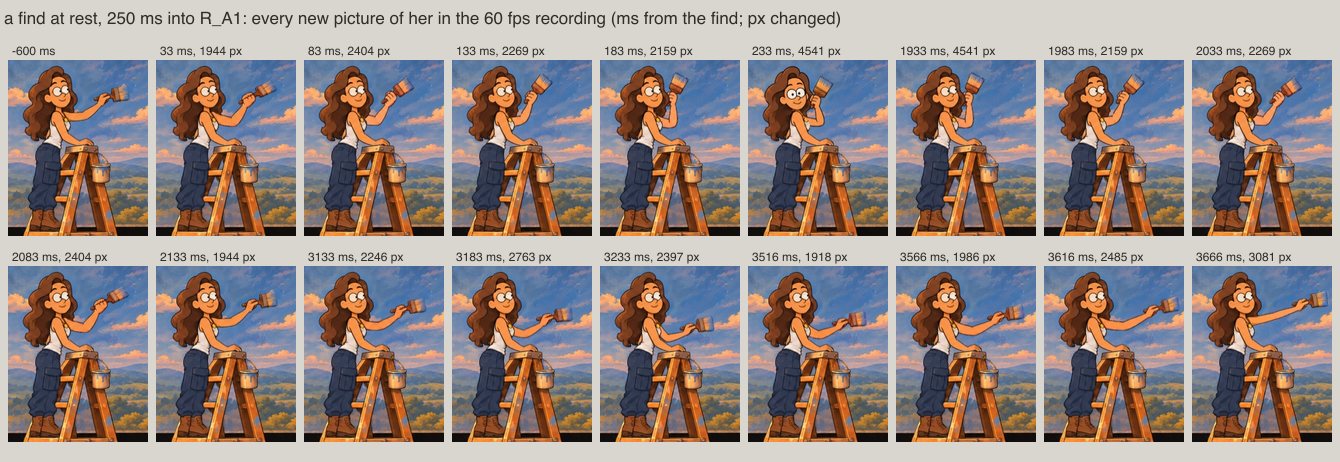 a find at rest, 250 ms into R_A1: every new picture of her in the 60 fps recording (ms from the find; px changed)
-600 ms
33 ms, 1944 px
83 ms, 2404 px
133 ms, 2269 px
183 ms, 2159 px
233 ms, 4541 px
1933 ms, 4541 px
1983 ms, 2159 px
2033 ms, 2269 px
2083 ms, 2404 px
2133 ms, 1944 px
3133 ms, 2246 px
3183 ms, 2763 px
3233 ms, 2397 px
3516 ms, 1918 px
3566 ms, 1986 px
3616 ms, 2485 px
3666 ms, 3081 px